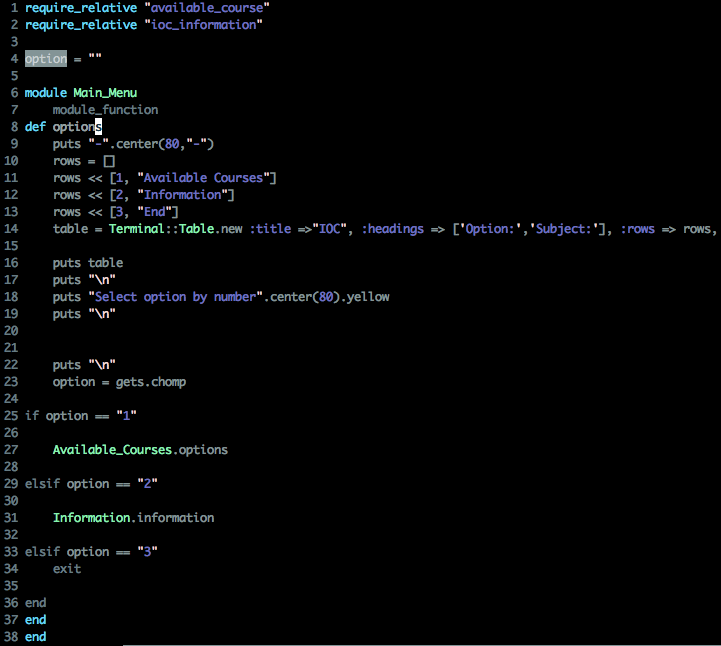 1 require_relative "available_course"
2 require_relative "ioc_information"
3
4 option = ""
5
6 module Main_Menu
7     module_function
8 def options
9     puts "-".center(80,"-")
10     rows = []
11     rows << [1, "Available Courses"]
12     rows << [2, "Information"]
13     rows << [3, "End"]
14     table = Terminal::Table.new :title =>"IOC", :headings => ['Option:','Subject:'], :rows => rows,
15
16     puts table
17     puts "\n"
18     puts "Select option by number".center(80).yellow
19     puts "\n"
20
21
22     puts "\n"
23     option = gets.chomp
24
25 if option == "1"
26
27     Available_Courses.options
28
29 elsif option == "2"
30
31     Information.information
32
33 elsif option == "3"
34     exit
35
36 end
37 end
38 end